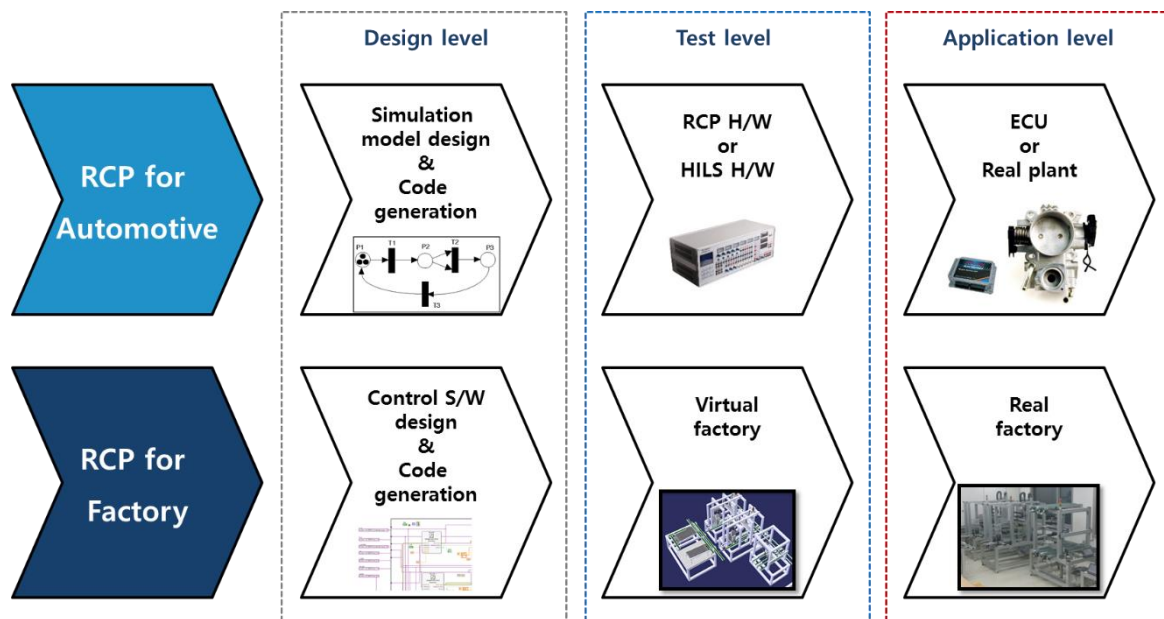 Design level
Test level
Application level
RCP for
Automotive
Simulation
model design
&
Code
generation
P1
T1
P2
T2
P3
T3
RCP H/W
or
HILS H/W
ECU
or
Real plant
RCP for
Factory
Control S/W
design
&
Code
generation
Virtual
factory
Real
factory